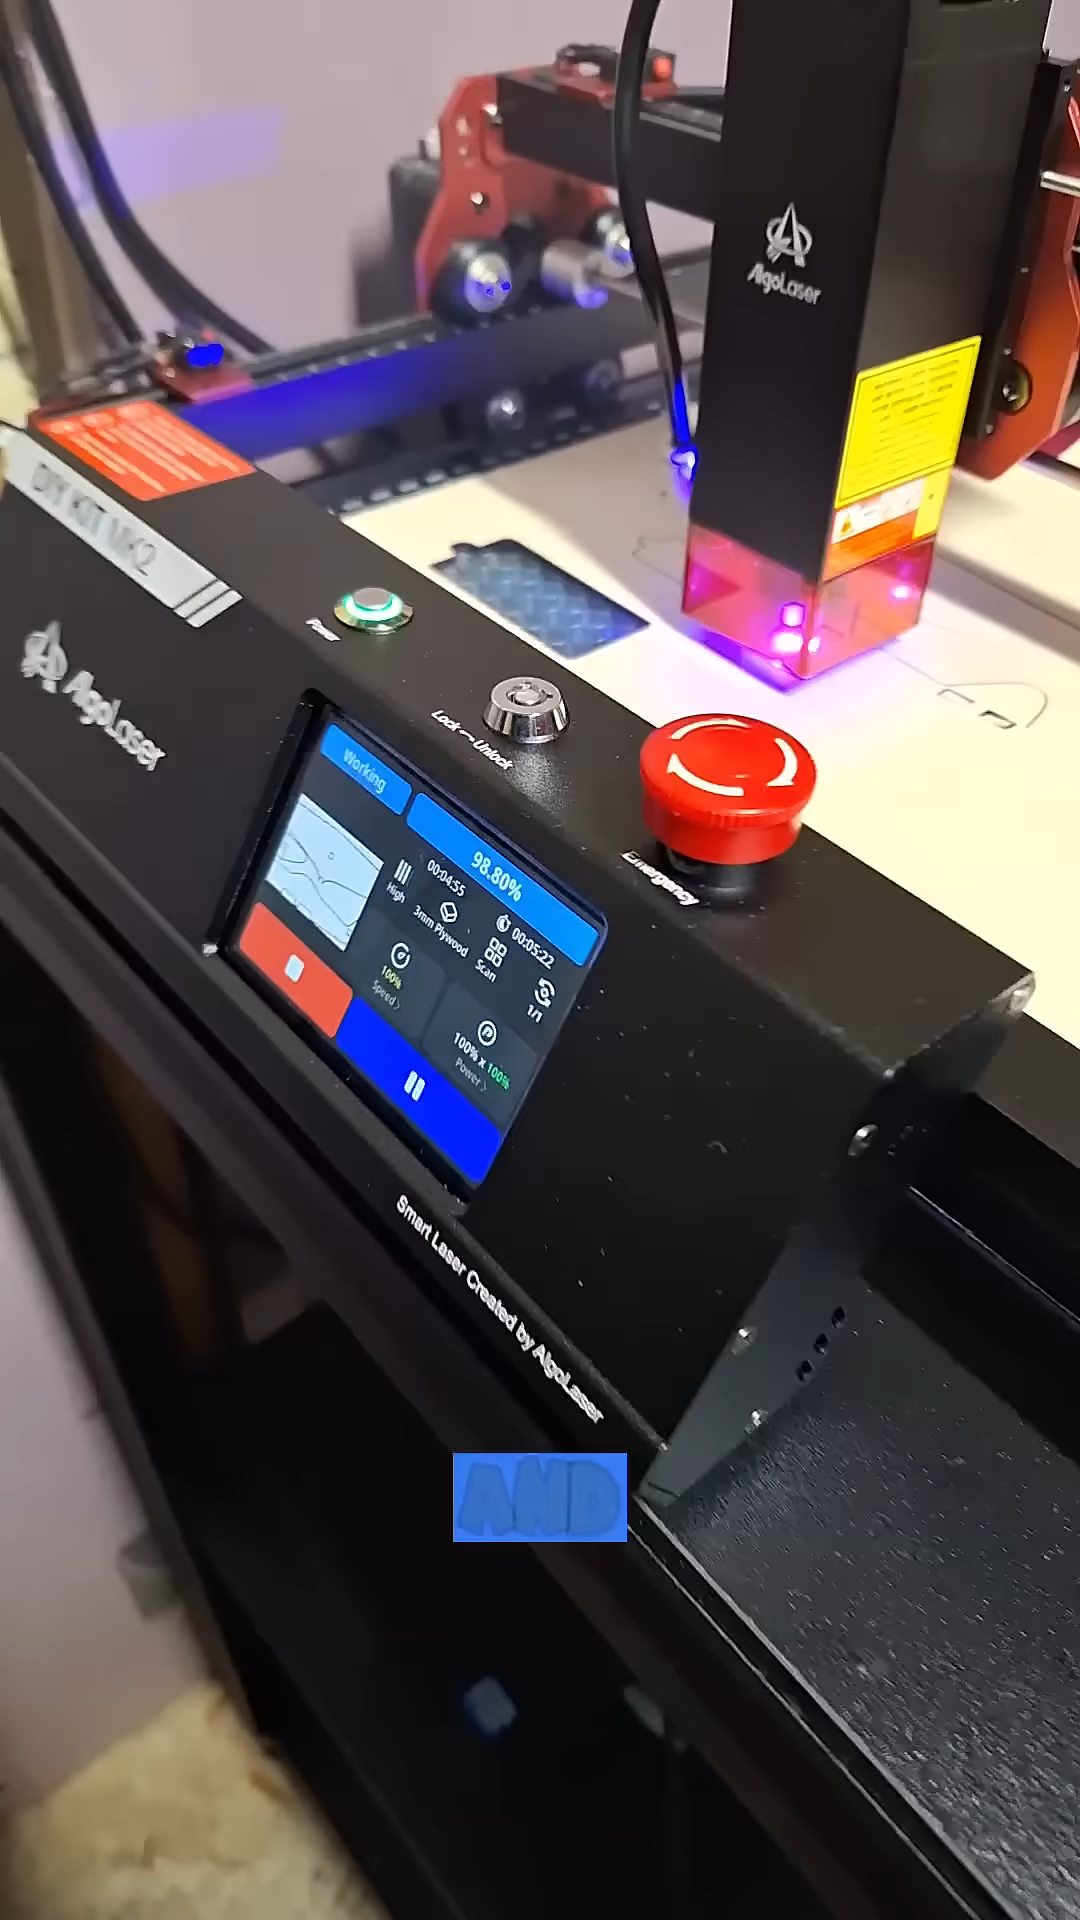 AlgoLaser
DIY KIT MK2
Power
AlgoLaser
Lock
Unlock
Emergency
Working
98.80%
00:04:55
00:05:22
High
3mm Plywood
Scan
1/1
100%
Speed >
100% x 100%
Power >
Smart Laser Created by AlgoLaser
AND